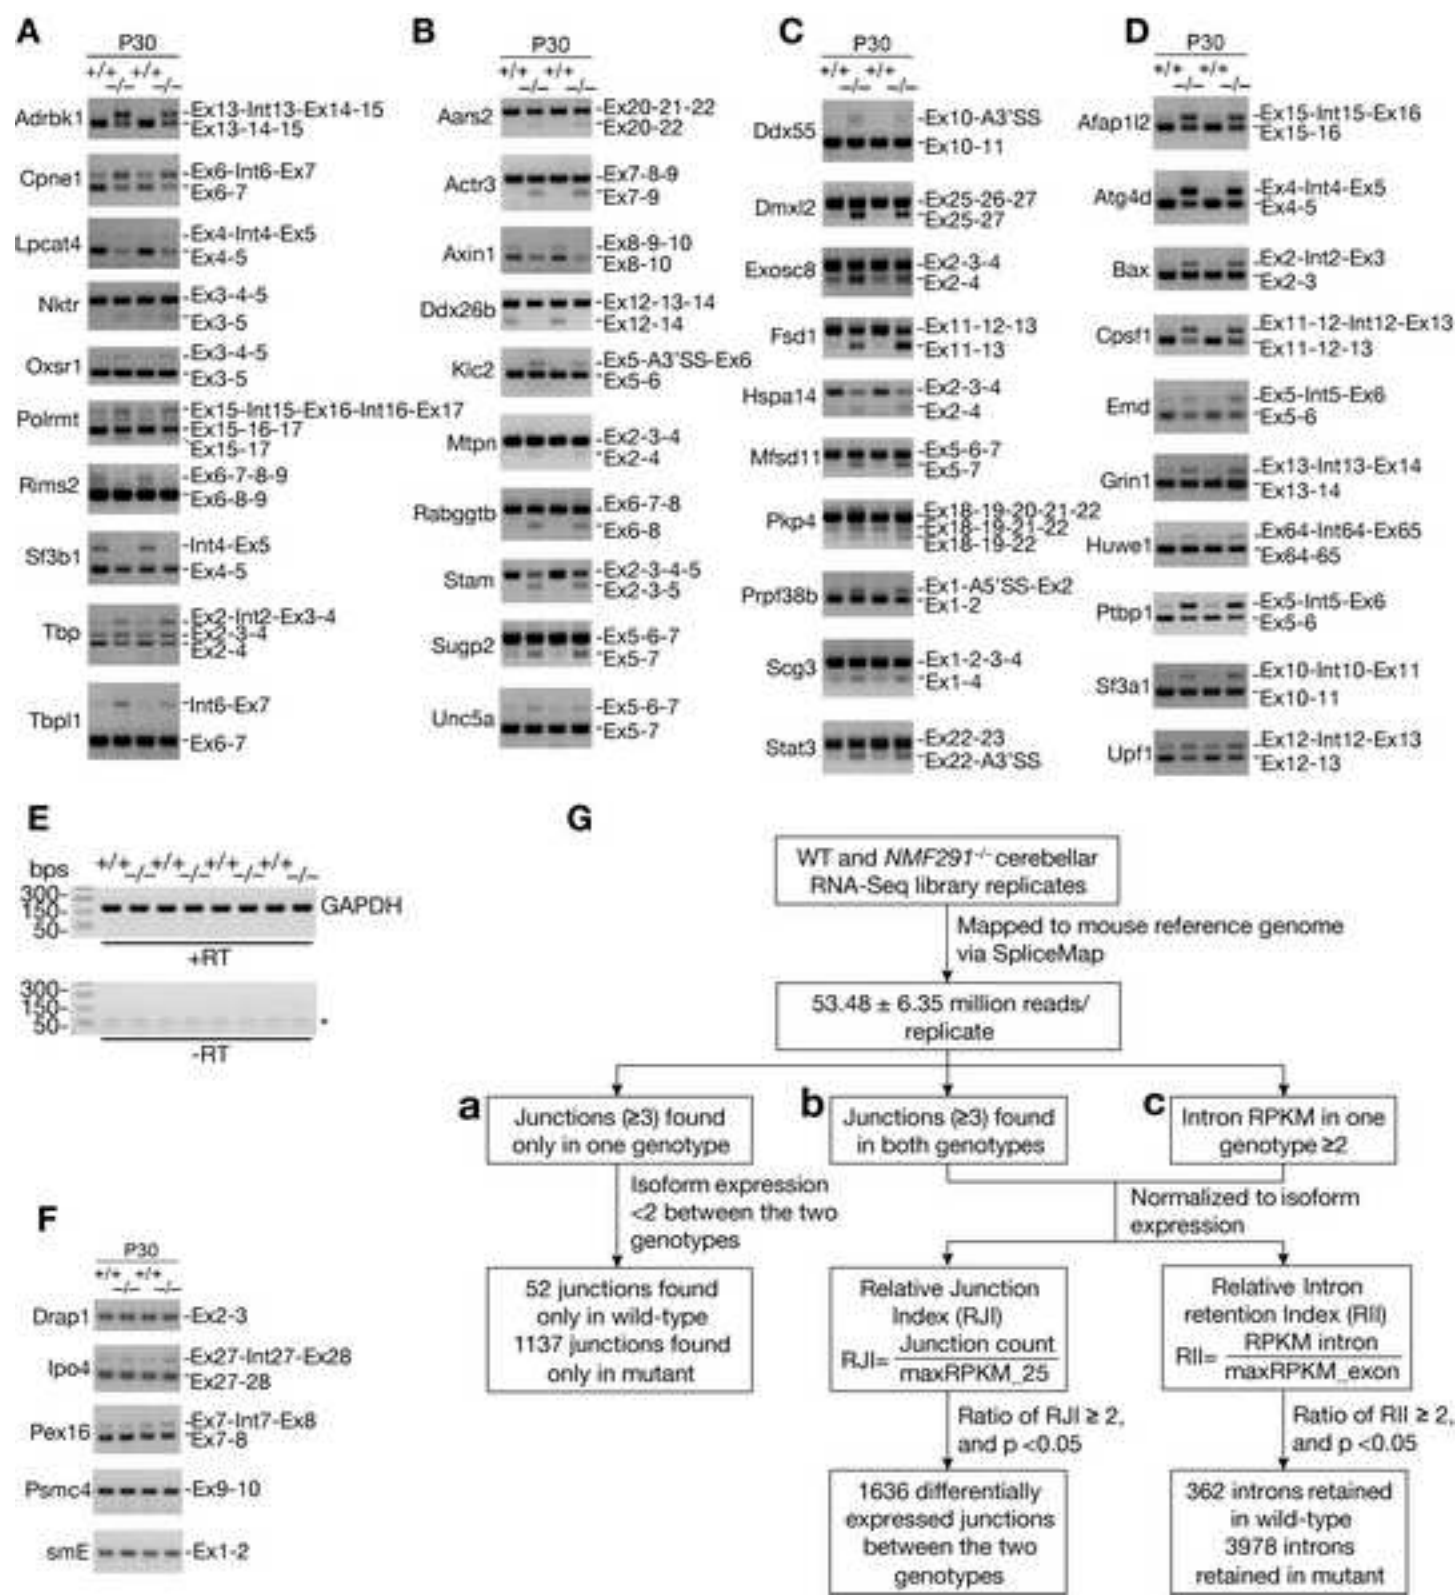 A
P30
+/+ +/+
–/– –/–
Adrbk1
-Ex13-Int13-Ex14-15
-Ex13-14-15
Cpne1
-Ex6-Int6-Ex7
-Ex6-7
Lpcat4
-Ex4-Int4-Ex5
-Ex4-5
Nktr
-Ex3-4-5
-Ex3-5
Oxsr1
-Ex3-4-5
-Ex3-5
Polrmt
-Ex15-Int15-Ex16-Int16-Ex17
-Ex15-16-17
-Ex15-17
Rims2
-Ex6-7-8-9
-Ex6-8-9
Sf3b1
-Int4-Ex5
-Ex4-5
Tbp
-Ex2-Int2-Ex3-4
-Ex2-3-4
-Ex2-4
Tbpl1
-Int6-Ex7
-Ex6-7
B
P30
+/+ +/+
–/– –/–
Aars2
-Ex20-21-22
-Ex20-22
Actr3
-Ex7-8-9
-Ex7-9
Axin1
-Ex8-9-10
-Ex8-10
Ddx26b
-Ex12-13-14
-Ex12-14
Klc2
-Ex5-A3'SS-Ex6
-Ex5-6
Mtpn
-Ex2-3-4
-Ex2-4
Rabggtb
-Ex6-7-8
-Ex6-8
Stam
-Ex2-3-4-5
-Ex2-3-5
Sugp2
-Ex5-6-7
-Ex5-7
Unc5a
-Ex5-6-7
-Ex5-7
C
P30
+/+ +/+
–/– –/–
Ddx55
-Ex10-A3'SS
-Ex10-11
Dmxl2
-Ex25-26-27
-Ex25-27
Exosc8
-Ex2-3-4
-Ex2-4
Fsd1
-Ex11-12-13
-Ex11-13
Hspa14
-Ex2-3-4
-Ex2-4
Mfsd11
-Ex5-6-7
-Ex5-7
Pkp4
-Ex18-19-20-21-22
-Ex18-19-21-22
-Ex18-19-22
Prpf38b
-Ex1-A5'SS-Ex2
-Ex1-2
Scg3
-Ex1-2-3-4
-Ex1-4
Stat3
-Ex22-23
-Ex22-A3'SS
D
P30
+/+ +/+
–/– –/–
Afap1l2
-Ex15-Int15-Ex16
-Ex15-16
Atg4d
-Ex4-Int4-Ex5
-Ex4-5
Bax
-Ex2-Int2-Ex3
-Ex2-3
Cpsf1
-Ex11-12-Int12-Ex13
-Ex11-12-13
Emd
-Ex5-Int5-Ex6
-Ex5-6
Grin1
-Ex13-Int13-Ex14
-Ex13-14
Huwe1
-Ex64-Int64-Ex65
-Ex64-65
Ptbp1
-Ex5-Int5-Ex6
-Ex5-6
Sf3a1
-Ex10-Int10-Ex11
-Ex10-11
Upf1
-Ex12-Int12-Ex13
-Ex12-13
E
bps
+/+ +/+ +/+ +/+
–/– –/– –/– –/–
300-
150-
50-
GAPDH
+RT
300-
150-
50-
*
-RT
F
P30
+/+ +/+
–/– –/–
Drap1
-Ex2-3
Ipo4
-Ex27-Int27-Ex28
-Ex27-28
Pex16
-Ex7-Int7-Ex8
-Ex7-8
Psmc4
-Ex9-10
smE
-Ex1-2
G
WT and NMF291-/- cerebellar
RNA-Seq library replicates
Mapped to mouse reference genome
via SpliceMap
53.48 ± 6.35 million reads/
replicate
a
Junctions (≥3) found
only in one genotype
Isoform expression
<2 between the two
genotypes
52 junctions found
only in wild-type
1137 junctions found
only in mutant
b
Junctions (≥3) found
in both genotypes
c
Intron RPKM in one
genotype ≥2
Normalized to isoform
expression
Relative Junction
Index (RJI)
RJI= Junction count
maxRPKM_25
Ratio of RJI ≥ 2,
and p <0.05
1636 differentially
expressed junctions
between the two
genotypes
Relative Intron
retention Index (RII)
RII= RPKM intron
maxRPKM_exon
Ratio of RII ≥ 2,
and p <0.05
362 introns retained
in wild-type
3978 introns
retained in mutant